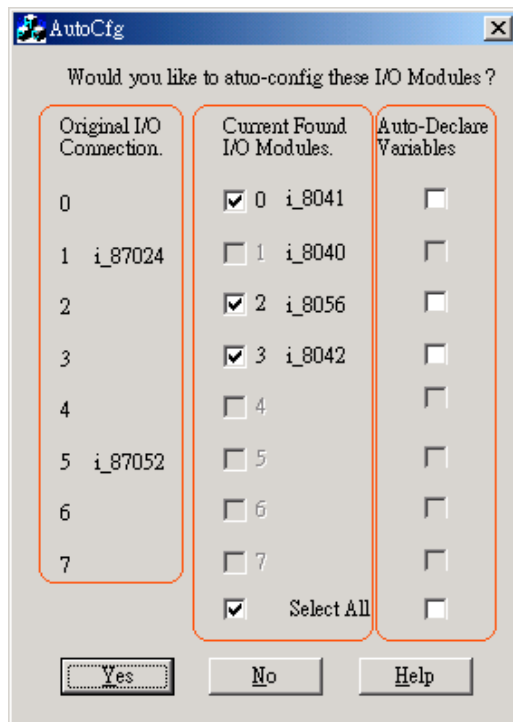 AutoCfg
Would you like to atuo-config these I/O Modules ?
Original I/O Connection.
Current Found I/O Modules.
Auto-Declare Variables
0
0 i_8041
1 i_87024
1 i_8040
2
2 i_8056
3
3 i_8042
4
4
5 i_87052
5
6
6
7
7
Select All
Yes
No
Help